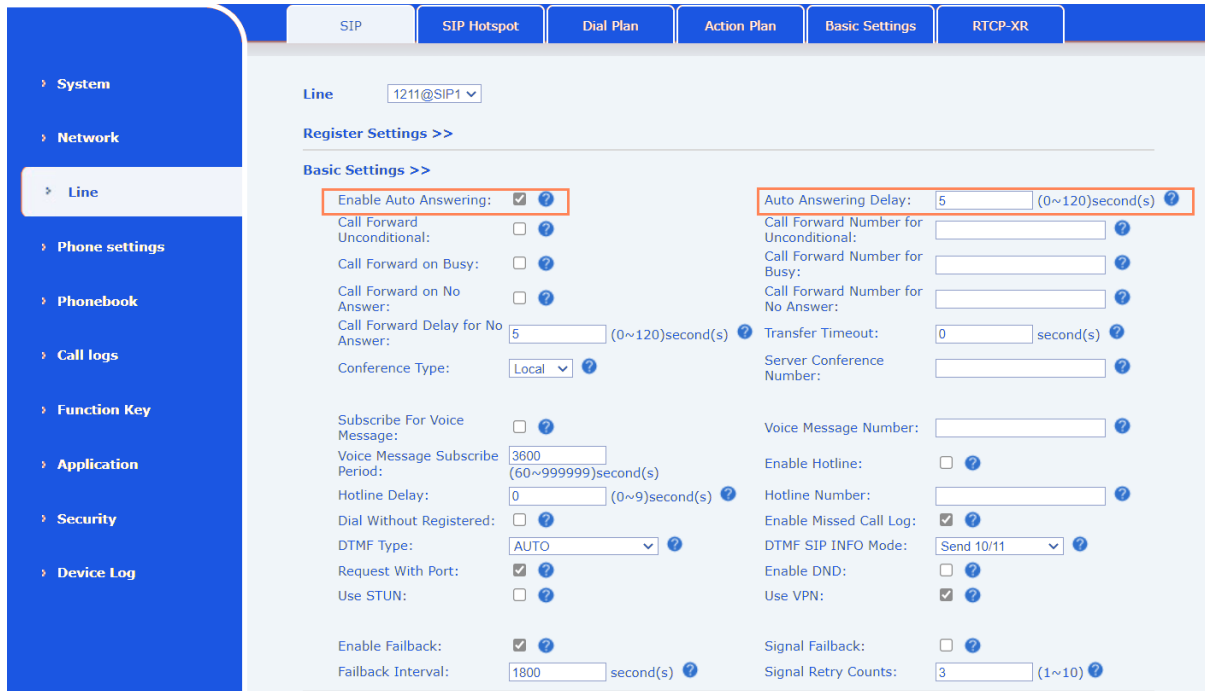 SIP
SIP Hotspot
Dial Plan
Action Plan
Basic Settings
RTCP-XR
System
Network
Line
Phone settings
Phonebook
Call logs
Function Key
Application
Security
Device Log
Line 1211@SIP1
Register Settings >>
Basic Settings >>
Enable Auto Answering: ?
Auto Answering Delay: 5 (0~120)second(s) ?
Call Forward
Unconditional: ?
Call Forward Number for
Unconditional: ?
Call Forward on Busy: ?
Call Forward Number for
Busy: ?
Call Forward on No
Answer: ?
Call Forward Number for
No Answer: ?
Call Forward Delay for No
Answer: 5 (0~120)second(s) ?
Transfer Timeout: 0 second(s) ?
Conference Type: Local ?
Server Conference
Number: ?
Subscribe For Voice
Message: ?
Voice Message Number: ?
Voice Message Subscribe
Period: 3600
(60~999999)second(s)
Enable Hotline: ?
Hotline Delay: 0 (0~9)second(s) ?
Hotline Number: ?
Dial Without Registered: ?
Enable Missed Call Log: ?
DTMF Type: AUTO ?
DTMF SIP INFO Mode: Send 10/11 ?
Request With Port: ?
Enable DND: ?
Use STUN: ?
Use VPN: ?
Enable Failback: ?
Signal Failback: ?
Failback Interval: 1800 second(s) ?
Signal Retry Counts: 3 (1~10) ?